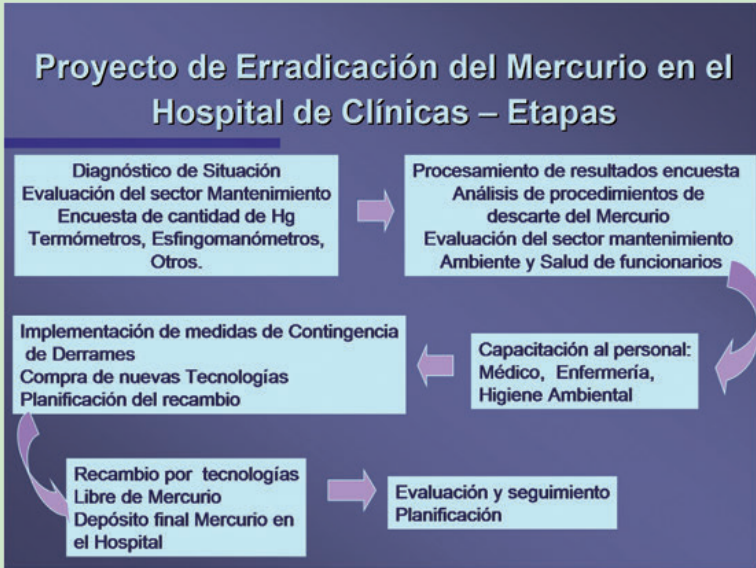 Proyecto de Erradicación del Mercurio en el
Hospital de Clínicas – Etapas
Diagnóstico de Situación
Evaluación del sector Mantenimiento
Encuesta de cantidad de Hg
Termómetros, Esfingomanómetros,
Otros.
Procesamiento de resultados encuesta
Análisis de procedimientos de
descarte del Mercurio
Evaluación del sector mantenimiento
Ambiente y Salud de funcionarios
Capacitación al personal:
Médico, Enfermería,
Higiene Ambiental
Implementación de medidas de Contingencia
de Derrames
Compra de nuevas Tecnologías
Planificación del recambio
Recambio por tecnologías
Libre de Mercurio
Depósito final Mercurio en
el Hospital
Evaluación y seguimiento
Planificación